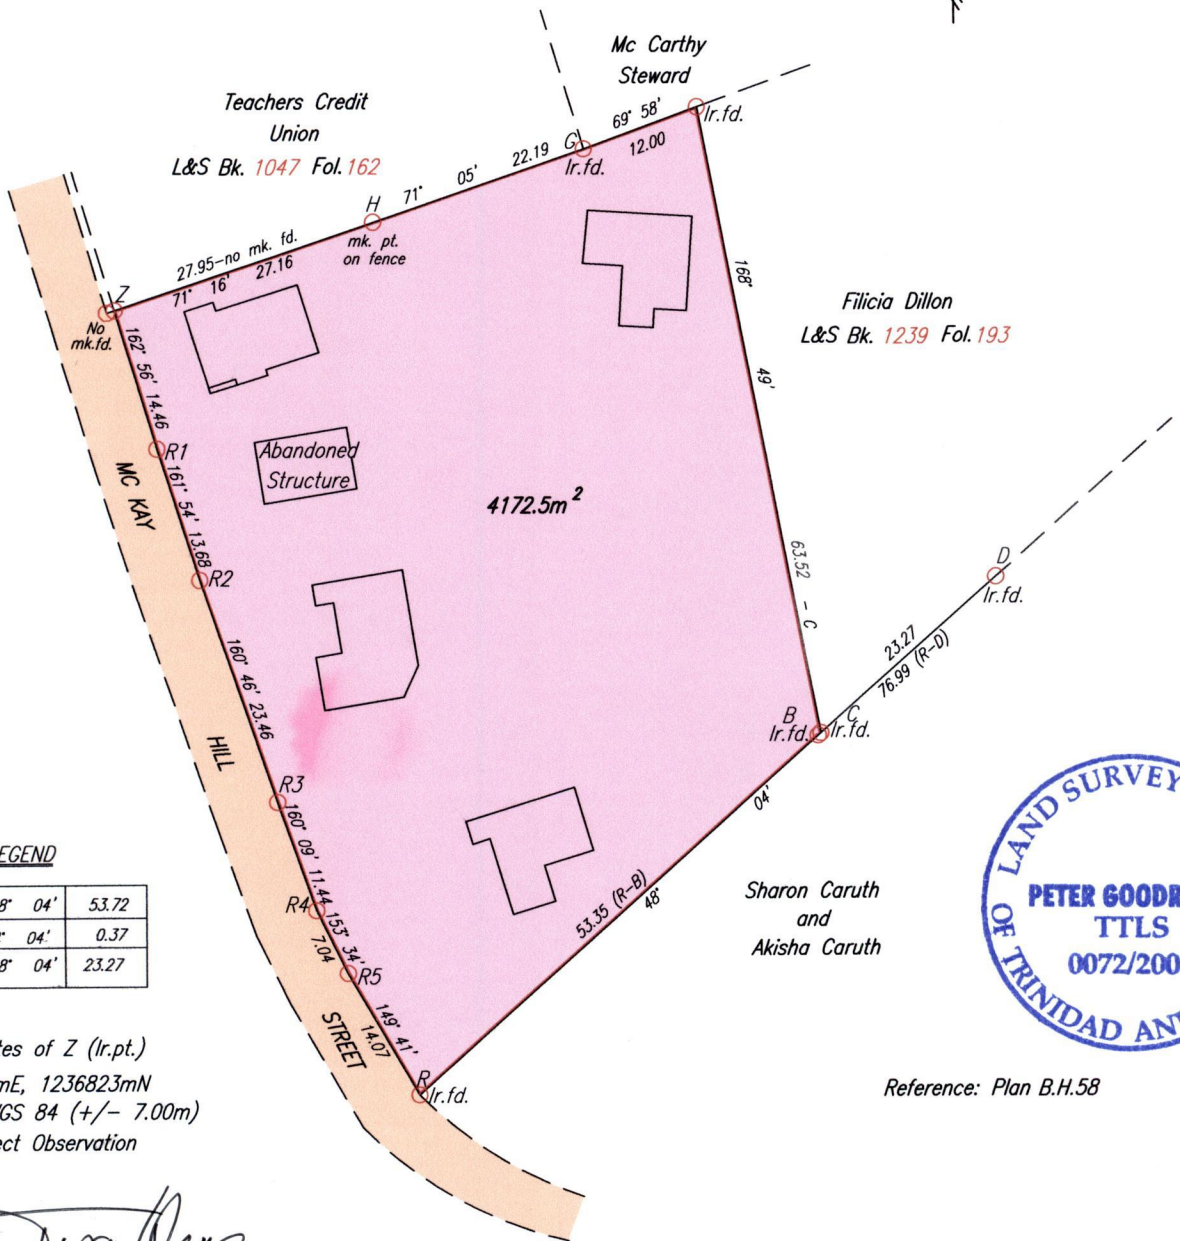 Mc Carthy
Steward
Teachers Credit
Union
L&S Bk. 1047 Fol. 162
69° 58'
12.00
Ir.fd.
G
Ir.fd.
71° 05' 22.19
H
mk. pt.
on fence
27.95-no mk. fd.
71° 16' 27.16
Z
No
mk.fd.
162° 56' 14.46
R1
161° 54' 13.68
R2
160° 46' 23.46
R3
160° 09' 11.44
R4
153° 34'
7.04
R5
149° 41'
14.07
R
Ir.fd.
MC KAY
HILL
STREET
Abandoned
Structure
4172.5m²
168° 49' 63.52 - C
Filicia Dillon
L&S Bk. 1239 Fol. 193
D
Ir.fd.
23.27
76.99 (R-D)
B
Ir.fd.
C
Ir.fd.
53.35 (R-B)
48° 04'
Sharon Caruth
and
Akisha Caruth
EGEND
8° 04' 53.72
° 04' 0.37
8° 04' 23.27
tes of Z (Ir.pt.)
mE, 1236823mN
GS 84 (+/- 7.00m)
ect Observation
LAND SURVEY
PETER GOODR
TTLS
0072/200
OF TRINIDAD AN
Reference: Plan B.H.58